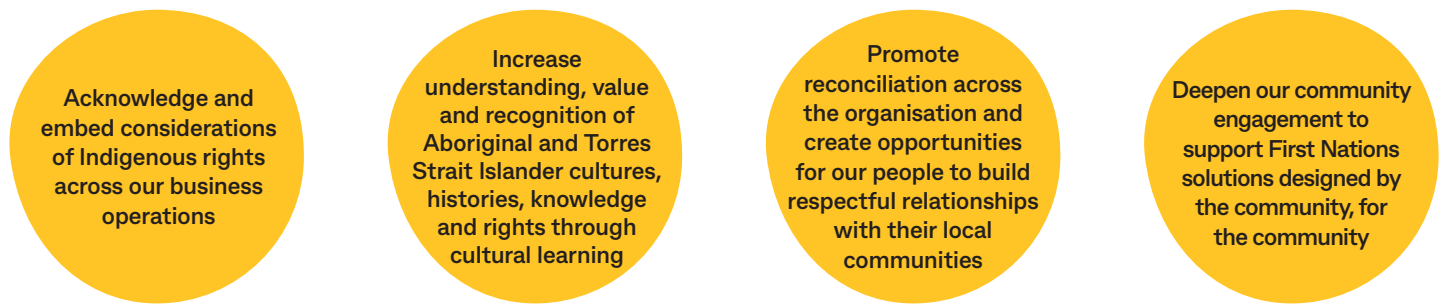 Acknowledge and
embed considerations
of Indigenous rights
across our business
operations
Increase
understanding, value
and recognition of
Aboriginal and Torres
Strait Islander cultures,
histories, knowledge
and rights through
cultural learning
Promote
reconciliation across
the organisation and
create opportunities
for our people to build
respectful relationships
with their local
communities
Deepen our community
engagement to
support First Nations
solutions designed by
the community, for
the community